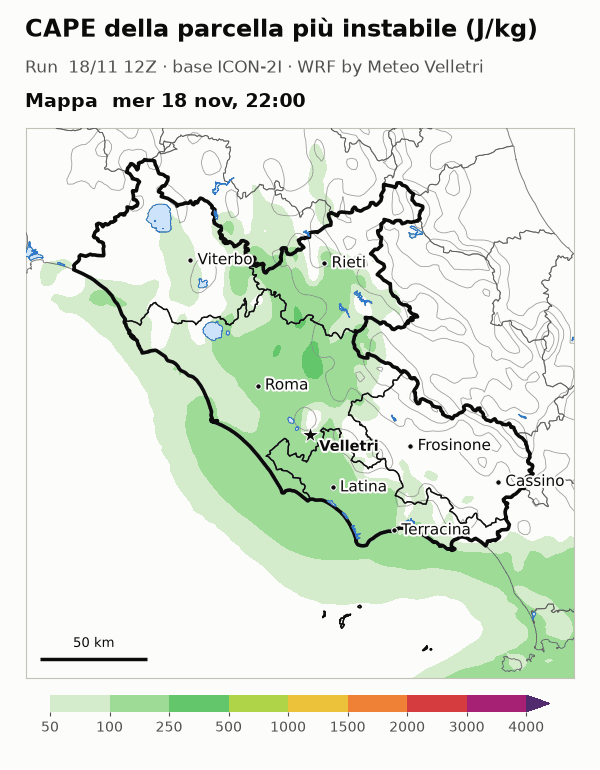 CAPE della parcella più instabile (J/kg)
Run  18/11 12Z · base ICON-2I · WRF by Meteo Velletri
Mappa  mer 18 nov, 22:00
Viterbo
Rieti
Roma
Velletri
Frosinone
Latina
Cassino
Terracina
50 km
50 100 250 500 1000 1500 2000 3000 4000